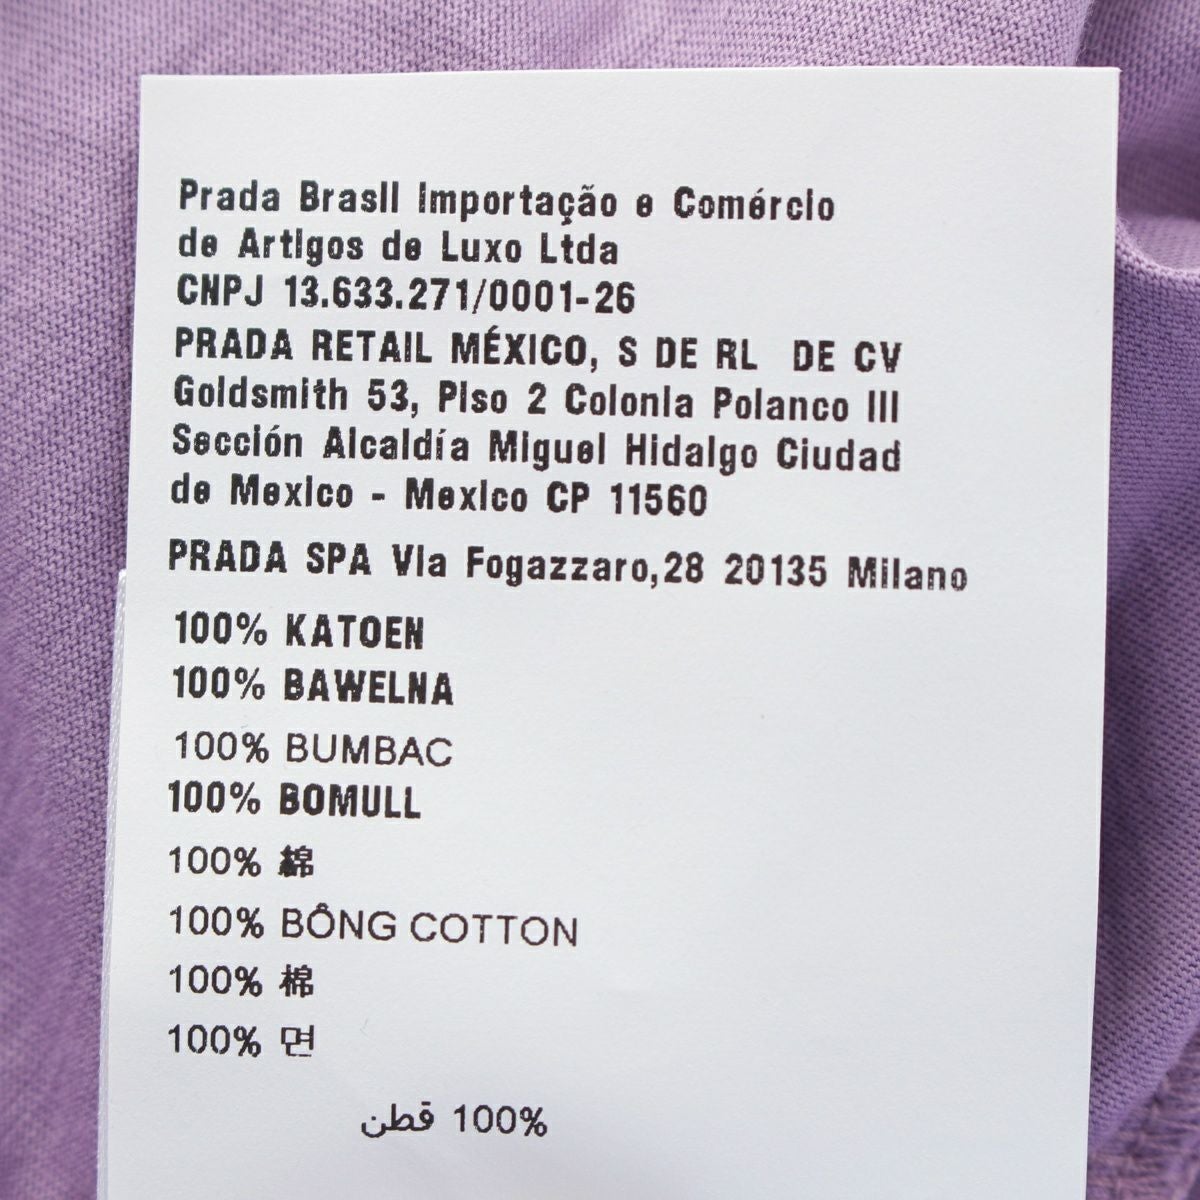 Prada Brasil Importação e Comércio
de Artigos de Luxo Ltda
CNPJ 13.633.271/0001-26
PRADA RETAIL MÉXICO, S DE RL DE CV
Goldsmith 53, Piso 2 Colonia Polanco III
Sección Alcaldía Miguel Hidalgo Ciudad
de Mexico - Mexico CP 11560
PRADA SPA Via Fogazzaro,28 20135 Milano
100% KATOEN
100% BAWELNA
100% BUMBAC
100% BOMULL
100% 綿
100% BÔNG COTTON
100% 棉
100% 면
100% قطن